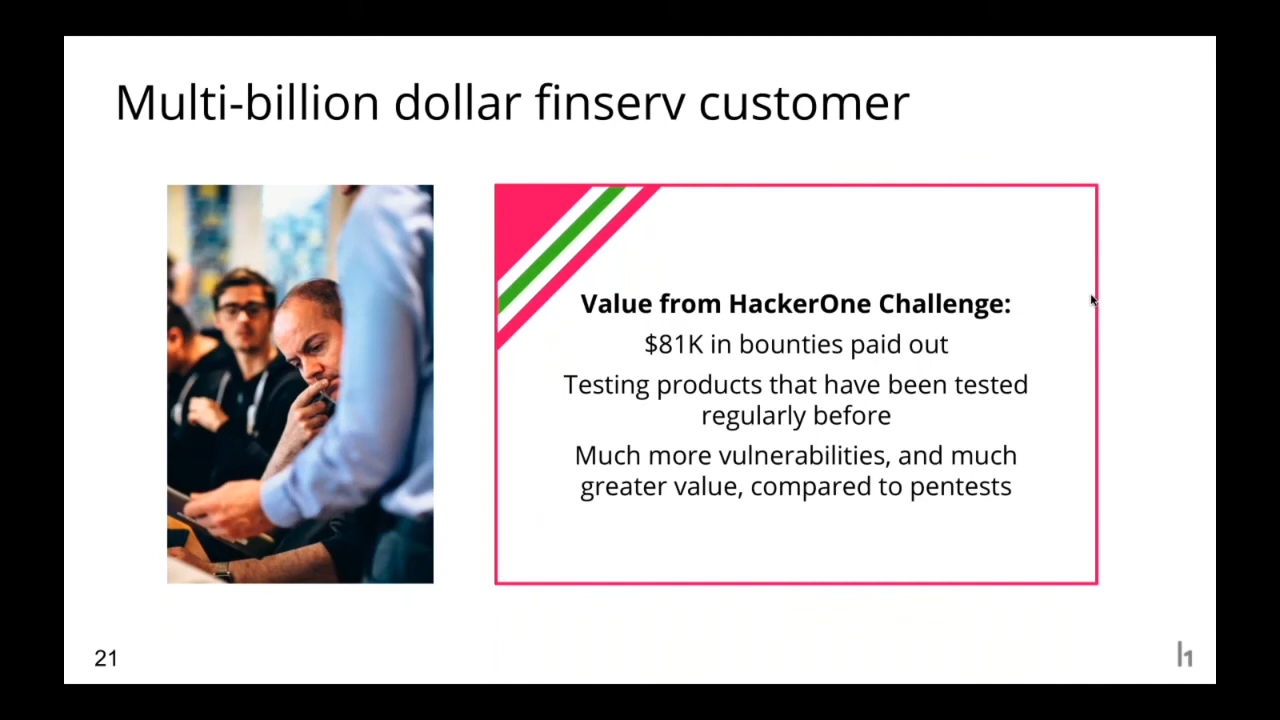 Multi-billion dollar finserv customer
Value from HackerOne Challenge:
$81K in bounties paid out
Testing products that have been tested
regularly before
Much more vulnerabilities, and much
greater value, compared to pentests
21
h1